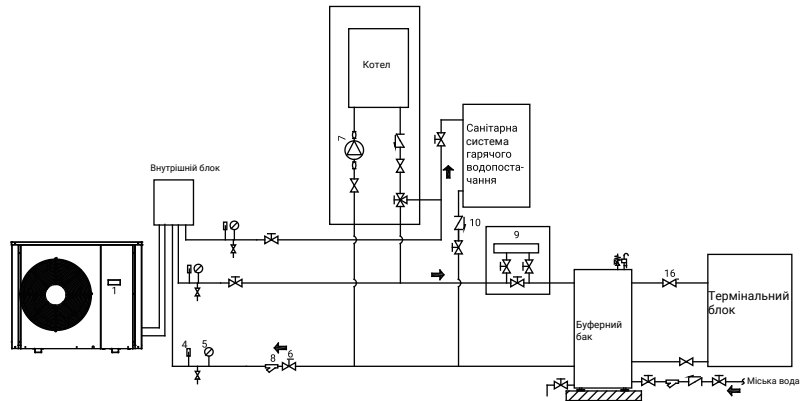 Котел
7
Санітарна
система
гарячого
водопоста-
чання
Внутрішній блок
10
9
1
16
Термінальний
блок
Буферний
бак
4
5
8
6
Міська вода